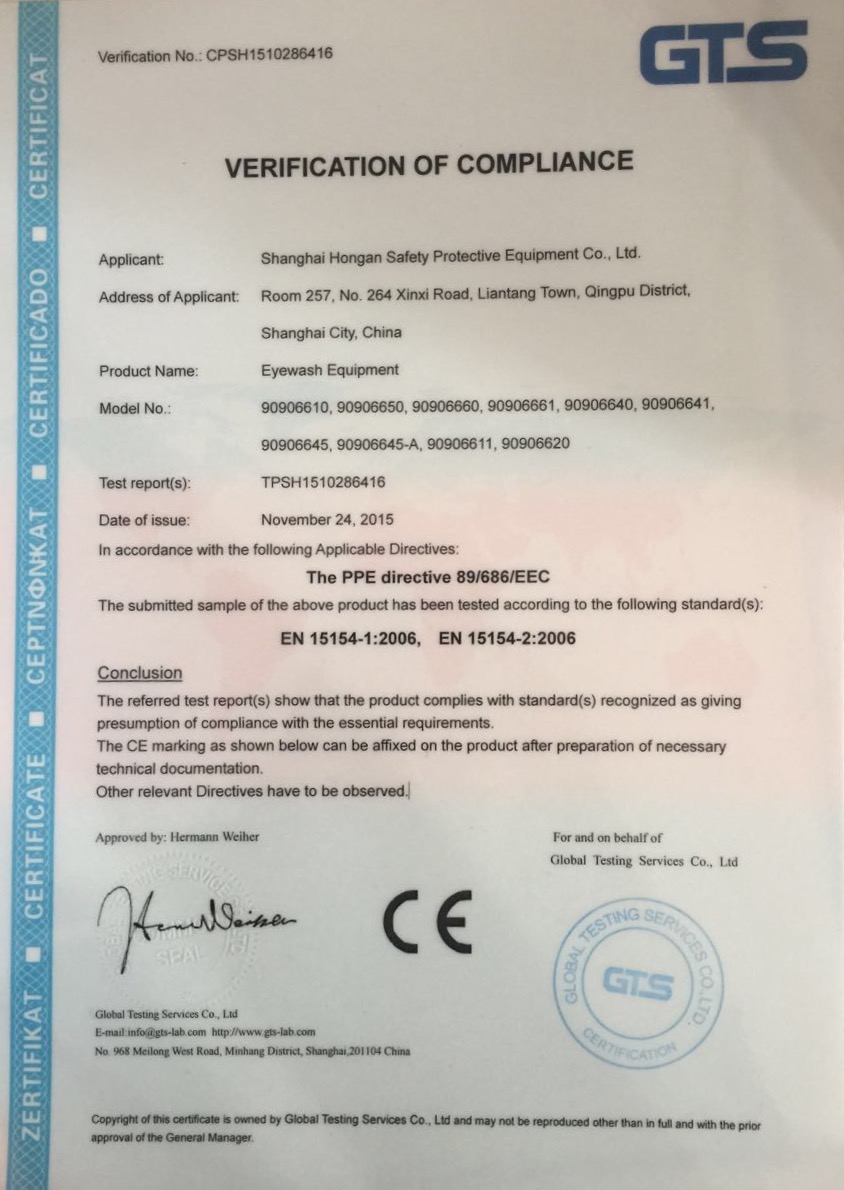 Verification No.: CPSH1510286416
GTS
VERIFICATION OF COMPLIANCE
Applicant: Shanghai Hongan Safety Protective Equipment Co., Ltd.
Address of Applicant: Room 257, No. 264 Xinxi Road, Liantang Town, Qingpu District,
Shanghai City, China
Product Name: Eyewash Equipment
Model No.: 90906610, 90906650, 90906660, 90906661, 90906640, 90906641,
90906645, 90906645-A, 90906611, 90906620
Test report(s): TPSH1510286416
Date of issue: November 24, 2015
In accordance with the following Applicable Directives:
The PPE directive 89/686/EEC
The submitted sample of the above product has been tested according to the following standard(s):
EN 15154-1:2006, EN 15154-2:2006
Conclusion
The referred test report(s) show that the product complies with standard(s) recognized as giving
presumption of compliance with the essential requirements.
The CE marking as shown below can be affixed on the product after preparation of necessary
technical documentation.
Other relevant Directives have to be observed.
Approved by: Hermann Weiher
For and on behalf of
Global Testing Services Co., Ltd
CE
GLOBAL TESTING SERVICES CO.,LTD.
GTS
CERTIFICATION
SEAL
Global Testing Services Co., Ltd
E-mail:info@gts-lab.com http://www.gts-lab.com
No. 968 Meilong West Road, Minhang District, Shanghai,201104 China
Copyright of this certificate is owned by Global Testing Services Co., Ltd and may not be reproduced other than in full and with the prior
approval of the General Manager.
ZERTIFIKAT ■ CERTIFICATE ■ CEPTNФNKAT ■ CERTIFICADO ■ CERTIFICAT